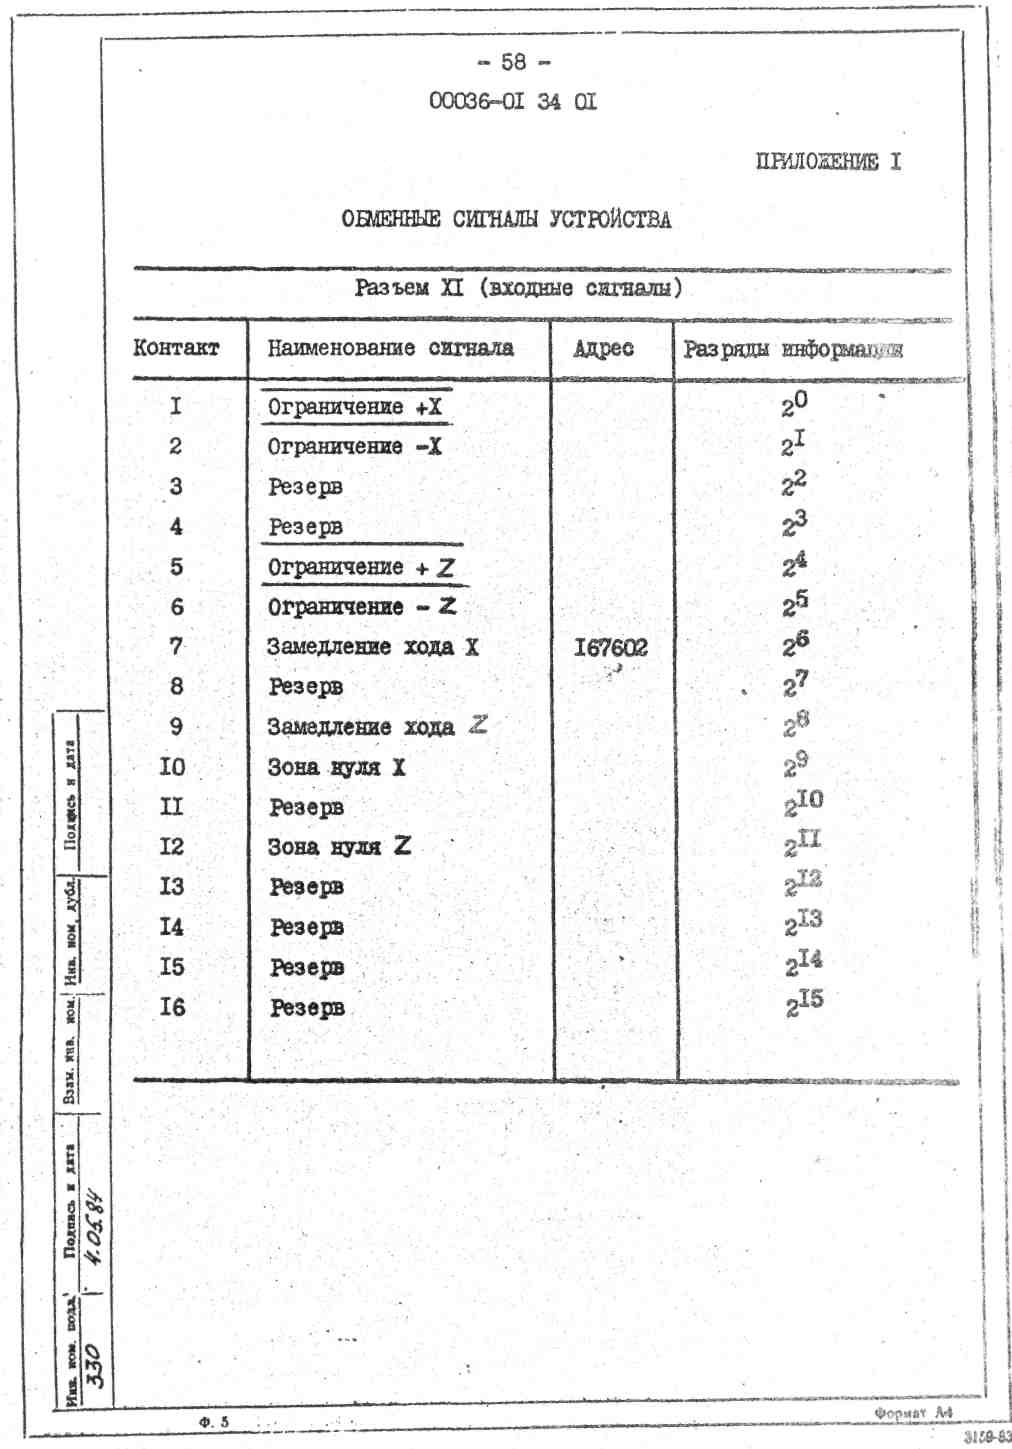 - 58 -
00036-0I 34 0I
ПРИЛОЖЕНИЕ I
ОБМЕННЫЕ СИГНАЛЫ УСТРОЙСТВА
Разъем XI (входные сигналы)
Контакт Наименование сигнала Адрес Разряды информации
I Ограничение +X 2^0
2 Ограничение -X 2^I
3 Резерв 2^2
4 Резерв 2^3
5 Ограничение + Z 2^4
6 Ограничение - Z 2^5
7 Замедление хода X I67602 2^6
8 Резерв 2^7
9 Замедление хода Z 2^8
I0 Зона нуля X 2^9
II Резерв 2^I0
I2 Зона нуля Z 2^II
I3 Резерв 2^I2
I4 Резерв 2^I3
I5 Резерв 2^I4
I6 Резерв 2^I5
Подпись и дата
Инв. ном. дубл.
Взам. инв. ном.
Подпись и дата
4.05.84
Инв. ном. подл.
330
Ф. 5
Формат А4
3159-83